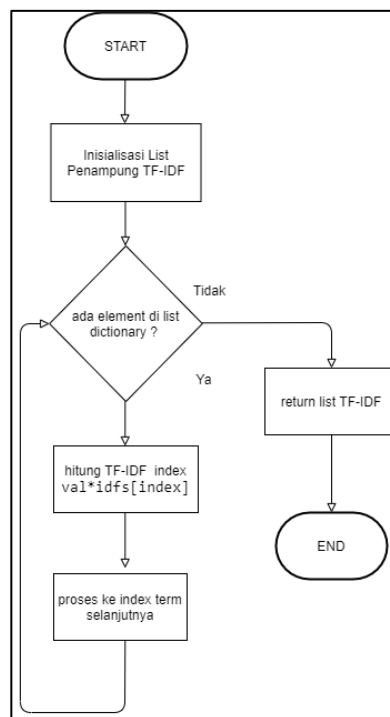 START
Inisialisasi List
Penampung TF-IDF
Tidak
ada element di list
dictionary ?
Ya
return list TF-IDF
hitung TF-IDF index
val*idfs[index]
END
proses ke index term
selanjutnya